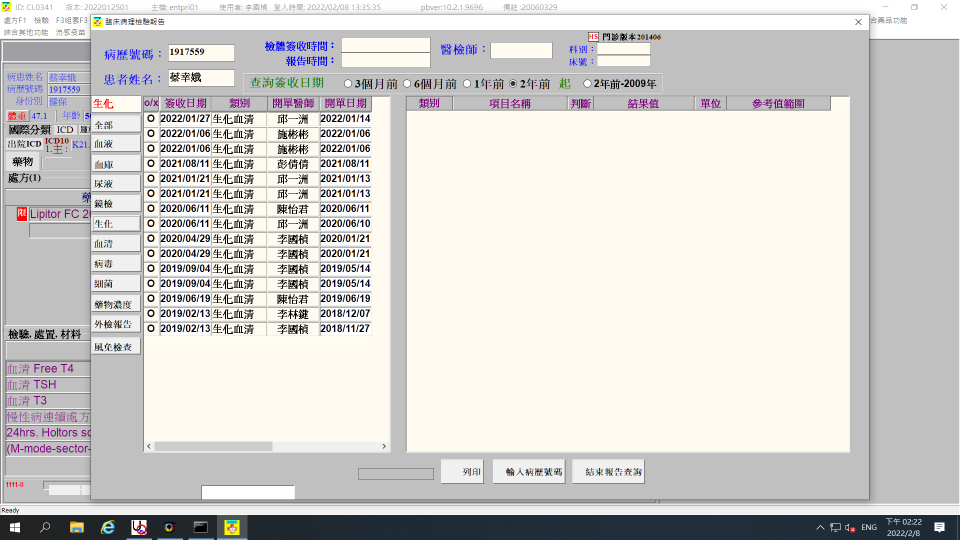 ID: CL0341 版本: 2022012501 主檔: entpri01 使用者: 李國楨 登入時間: 2022/02/08 13:35:35 pbver:10.2.1.9696 備註 :20060329
處方F1 檢驗 F3組套F3
綜合其他功能 流感疫苗
合藥品功能
臨床病理檢驗報告
病歷號碼： 1917559 檢體簽收時間： 醫檢師： HS 門診版本201406
報告時間： 科別：
床號：
患者姓名： 蔡幸娥 查詢簽收日期 3個月前 6個月前 1年前 2年前 起 2年前-2009年
病患姓名 蔡幸娥
病歷號碼 1917559
身份別 健保
體重 47.1 年齡
國際分類 ICD
出院ICD ICD10 1.主: K21.
藥物
處方(1)
限 Lipitor FC 20
檢驗, 處置, 材料
血清 Free T4
血清 TSH
血清 T3
慢性病連續處方
24hrs. Holtors sc
(M-mode-sector-
1111-0
Ready
生化
全部
血液
血庫
尿液
鏡檢
生化
血清
病毒
細菌
藥物濃度
外檢報告
風免檢查
o/x 簽收日期 類別 開單醫師 開單日期
O 2022/01/27 生化血清 邱一洲 2022/01/14
O 2022/01/06 生化血清 施彬彬 2022/01/06
O 2022/01/06 生化血清 施彬彬 2022/01/06
O 2021/08/11 生化血清 彭倩倩 2021/08/11
O 2021/01/21 生化血清 邱一洲 2021/01/13
O 2021/01/21 生化血清 邱一洲 2021/01/13
O 2020/06/11 生化血清 陳怡君 2020/06/11
O 2020/06/11 生化血清 邱一洲 2020/06/10
O 2020/04/29 生化血清 李國楨 2020/01/21
O 2020/04/29 生化血清 李國楨 2020/01/21
O 2019/09/04 生化血清 李國楨 2019/05/14
O 2019/09/04 生化血清 李國楨 2019/05/14
O 2019/06/19 生化血清 陳怡君 2019/06/19
O 2019/02/13 生化血清 李林鍵 2018/12/07
O 2019/02/13 生化血清 李國楨 2018/11/27
類別 項目名稱 判斷 結果值 單位 參考值範圍
列印 輸入病歷號碼 結束報告查詢
ENG 下午 02:22
2022/2/8